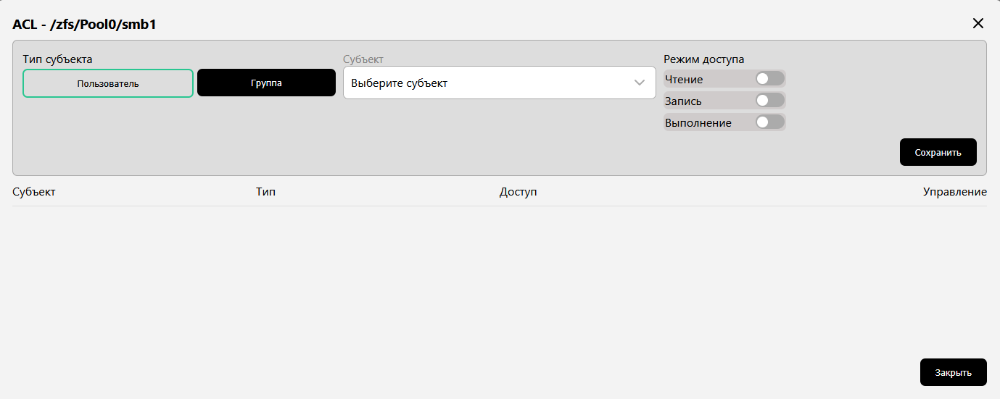 ACL - /zfs/Pool0/smb1
Тип субъекта
Пользователь
Группа
Субъект
Выберите субъект
Режим доступа
Чтение
Запись
Выполнение
Сохранить
Субъект Тип Доступ Управление
Закрыть